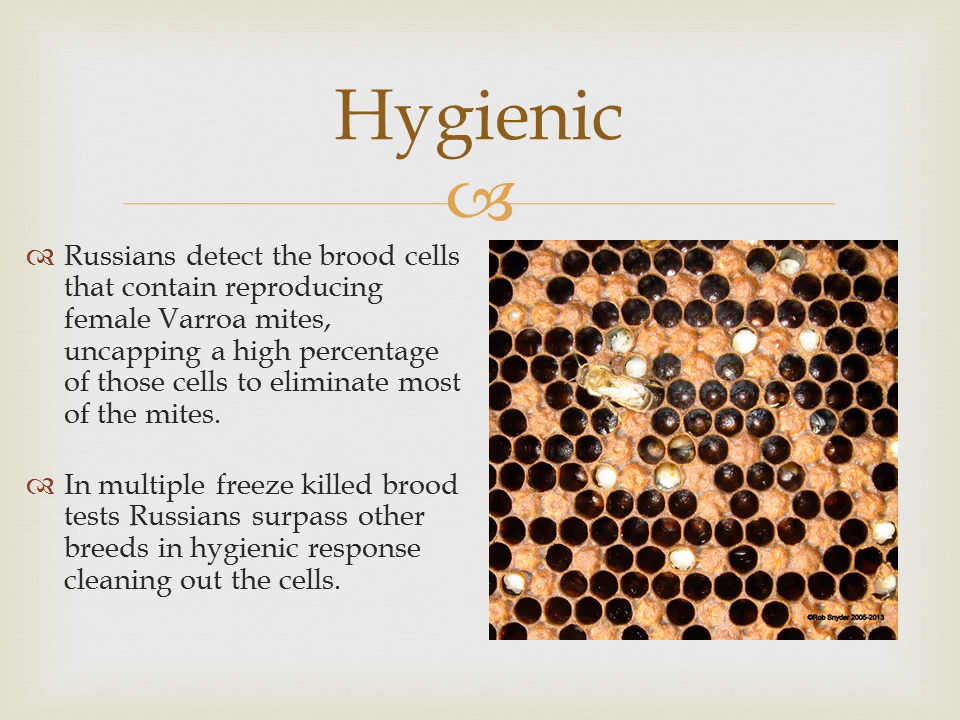 Hygienic
Russians detect the brood cells
that contain reproducing
female Varroa mites,
uncapping a high percentage
of those cells to eliminate most
of the mites.
In multiple freeze killed brood
tests Russians surpass other
breeds in hygienic response
cleaning out the cells.
©Rob Snyder 2005-2013